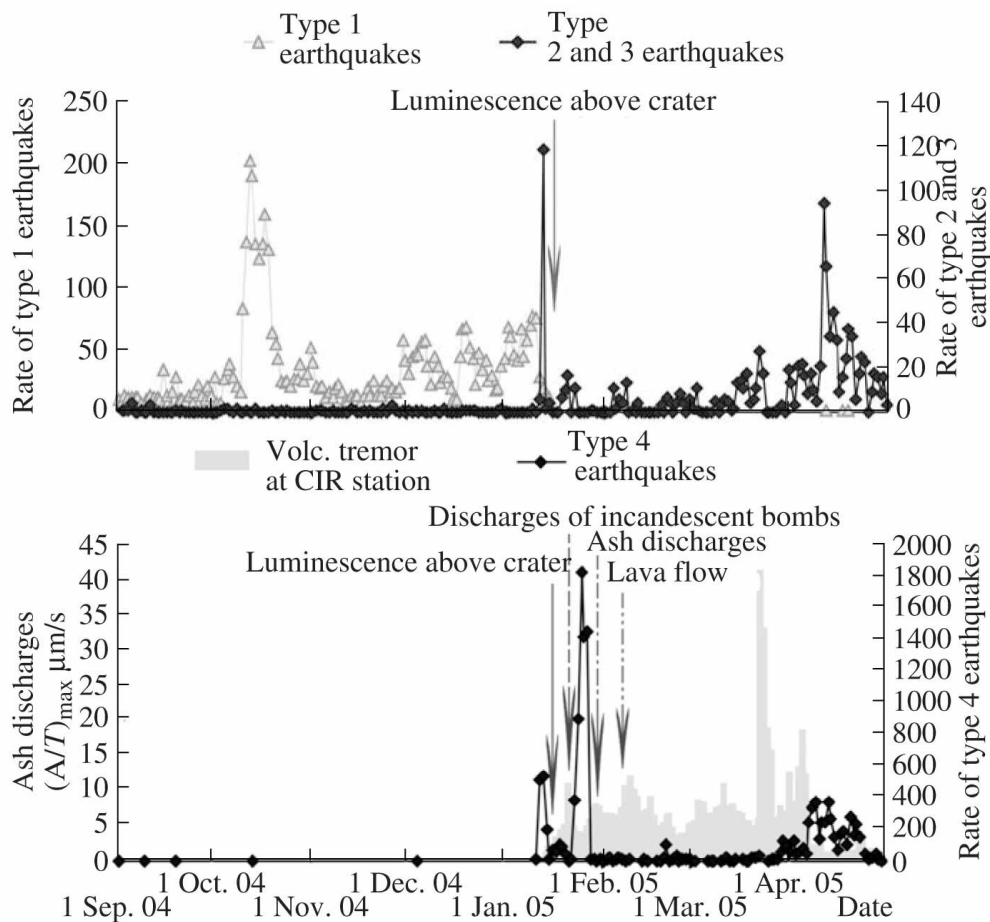 Type 1
earthquakes
Type
2 and 3 earthquakes
Luminescence above crater
250
200
150
100
50
0
Rate of type 1 earthquakes
140
120
100
80
60
40
20
0
Rate of type 2 and 3
earthquakes
Volc. tremor
at CIR station
Type 4
earthquakes
Discharges of incandescent bombs
Ash discharges
Luminescence above crater
Lava flow
45
40
35
30
25
20
15
10
5
0
Ash discharges
(A/T)max μm/s
2000
1800
1600
1400
1200
1000
800
600
400
200
0
Rate of type 4 earthquakes
1 Oct. 04
1 Dec. 04
1 Feb. 05
1 Apr. 05
1 Sep. 04
1 Nov. 04
1 Jan. 05
1 Mar. 05
Date